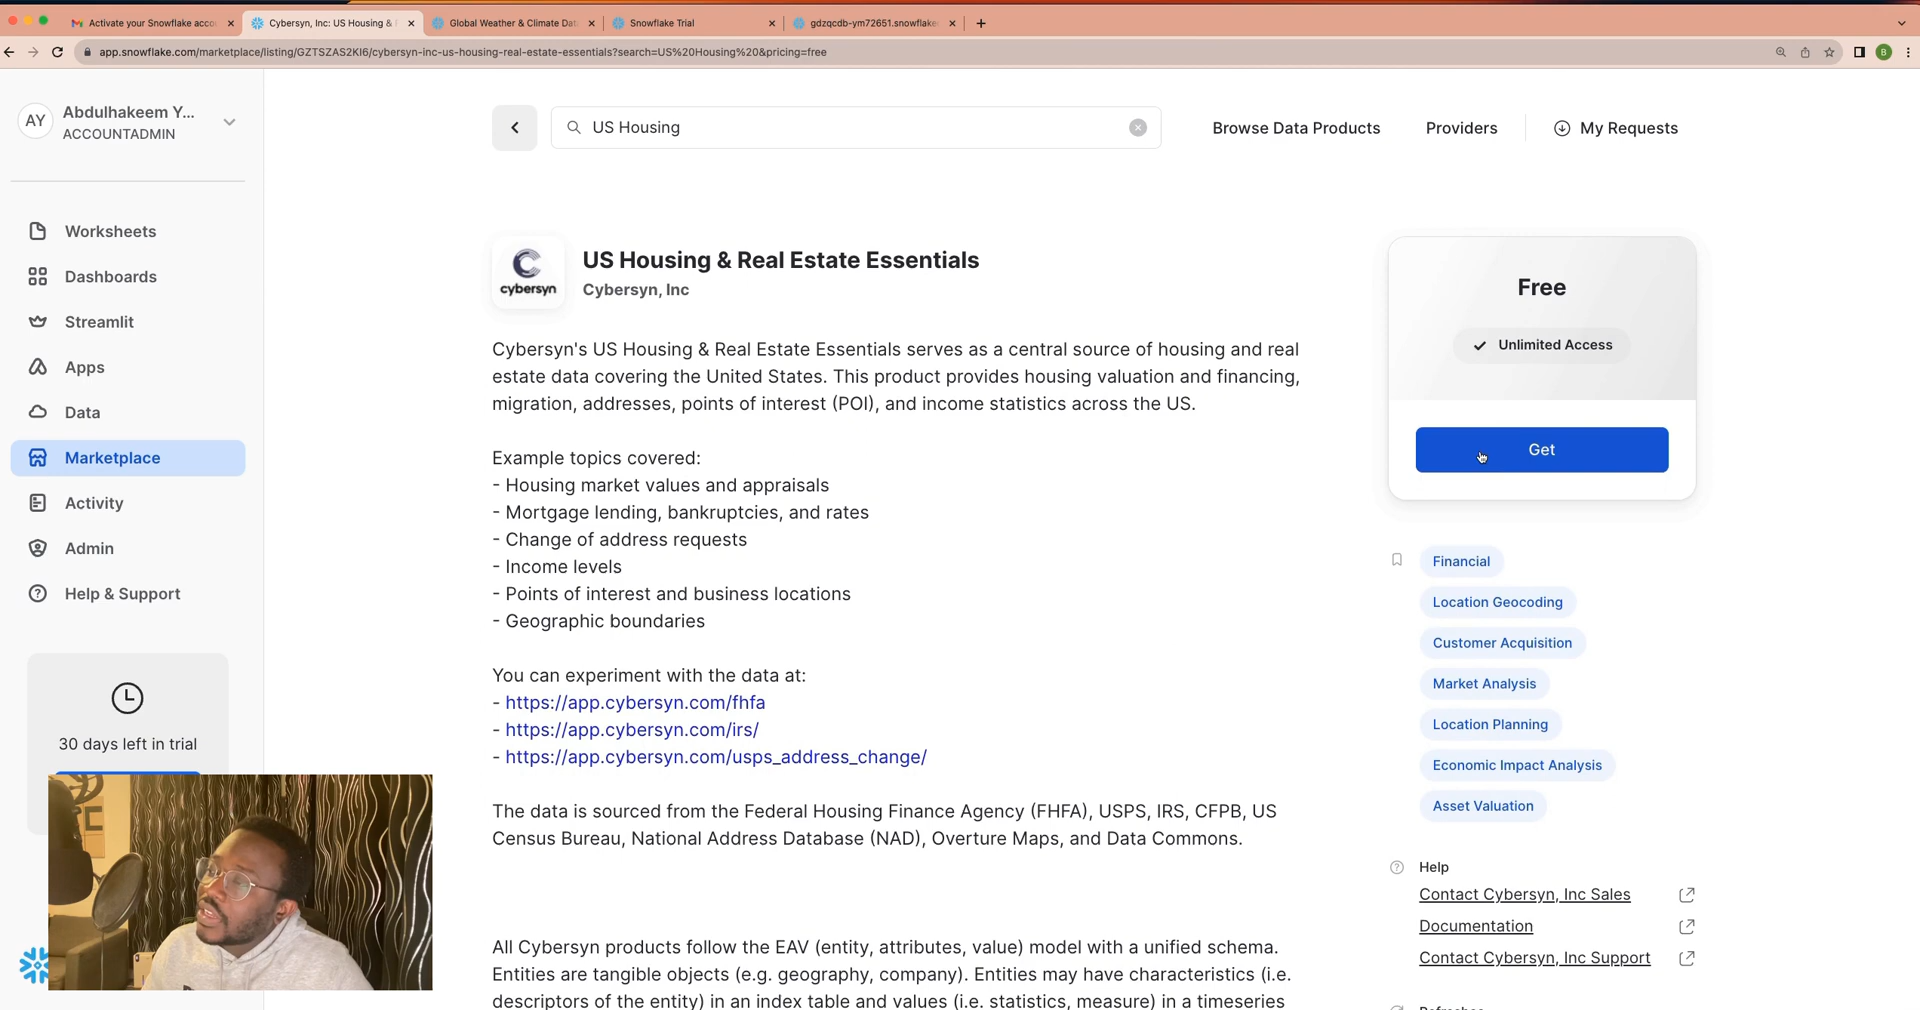 Activate your Snowflake acco
Cybersyn, Inc: US Housing &
Global Weather & Climate Dat
Snowflake Trial
gdzqcdb-ym72651.snowflake
app.snowflake.com/marketplace/listing/GZTSZAS2KI6/cybersyn-inc-us-housing-real-estate-essentials?search=US%20Housing%20&pricing=free
B
AY
Abdulhakeem Y...
ACCOUNTADMIN
US Housing
Browse Data Products
Providers
My Requests
Worksheets
Dashboards
Streamlit
Apps
Data
Marketplace
Activity
Admin
Help & Support
30 days left in trial
cybersyn
US Housing & Real Estate Essentials
Cybersyn, Inc
Cybersyn's US Housing & Real Estate Essentials serves as a central source of housing and real
estate data covering the United States. This product provides housing valuation and financing,
migration, addresses, points of interest (POI), and income statistics across the US.
Example topics covered:
- Housing market values and appraisals
- Mortgage lending, bankruptcies, and rates
- Change of address requests
- Income levels
- Points of interest and business locations
- Geographic boundaries
You can experiment with the data at:
- https://app.cybersyn.com/fhfa
- https://app.cybersyn.com/irs/
- https://app.cybersyn.com/usps_address_change/
The data is sourced from the Federal Housing Finance Agency (FHFA), USPS, IRS, CFPB, US
Census Bureau, National Address Database (NAD), Overture Maps, and Data Commons.
All Cybersyn products follow the EAV (entity, attributes, value) model with a unified schema.
Entities are tangible objects (e.g. geography, company). Entities may have characteristics (i.e.
descriptors of the entity) in an index table and values (i.e. statistics, measure) in a timeseries
Free
Unlimited Access
Get
Financial
Location Geocoding
Customer Acquisition
Market Analysis
Location Planning
Economic Impact Analysis
Asset Valuation
Help
Contact Cybersyn, Inc Sales
Documentation
Contact Cybersyn, Inc Support